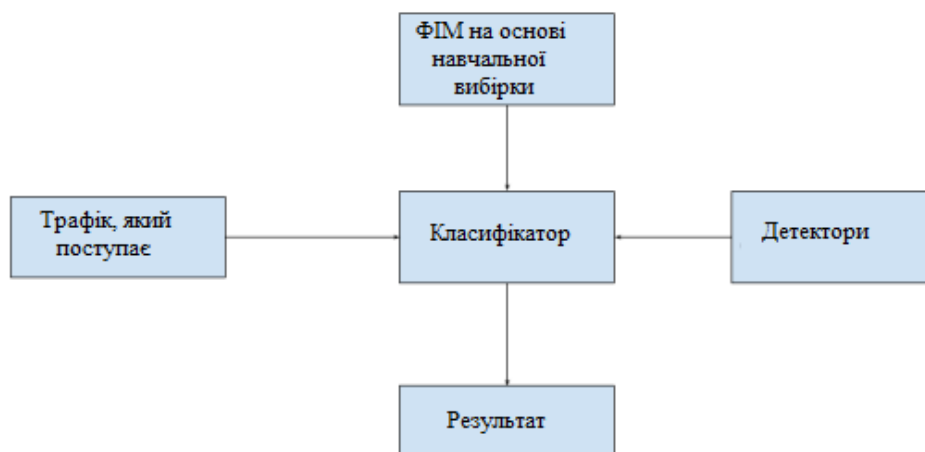 ФІМ на основі
навчальної
вибірки
Трафік, який
поступає
Класифікатор
Детектори
Результат